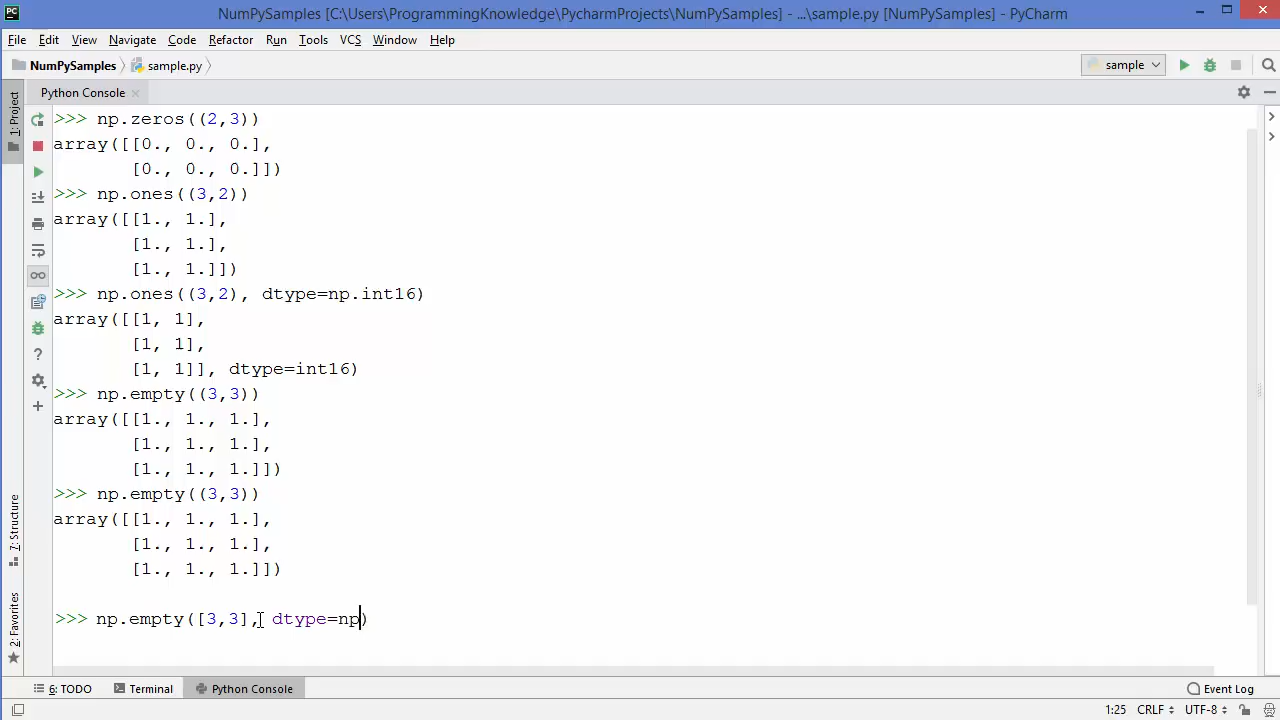 PC NumPySamples [C:\Users\ProgrammingKnowledge\PycharmProjects\NumPySamples] - ...\sample.py [NumPySamples] - PyCharm
File Edit View Navigate Code Refactor Run Tools VCS Window Help
NumPySamples sample.py sample
Python Console
1: Project
>>> np.zeros((2,3))
array([[0., 0., 0.],
[0., 0., 0.]])
>>> np.ones((3,2))
array([[1., 1.],
[1., 1.],
[1., 1.]])
>>> np.ones((3,2), dtype=np.int16)
array([[1, 1],
[1, 1],
[1, 1]], dtype=int16)
>>> np.empty((3,3))
array([[1., 1., 1.],
[1., 1., 1.],
[1., 1., 1.]])
>>> np.empty((3,3))
array([[1., 1., 1.],
[1., 1., 1.],
[1., 1., 1.]])
>>> np.empty([3,3], dtype=np)
7: Structure
2: Favorites
6: TODO Terminal Python Console Event Log
1:25 CRLF UTF-8